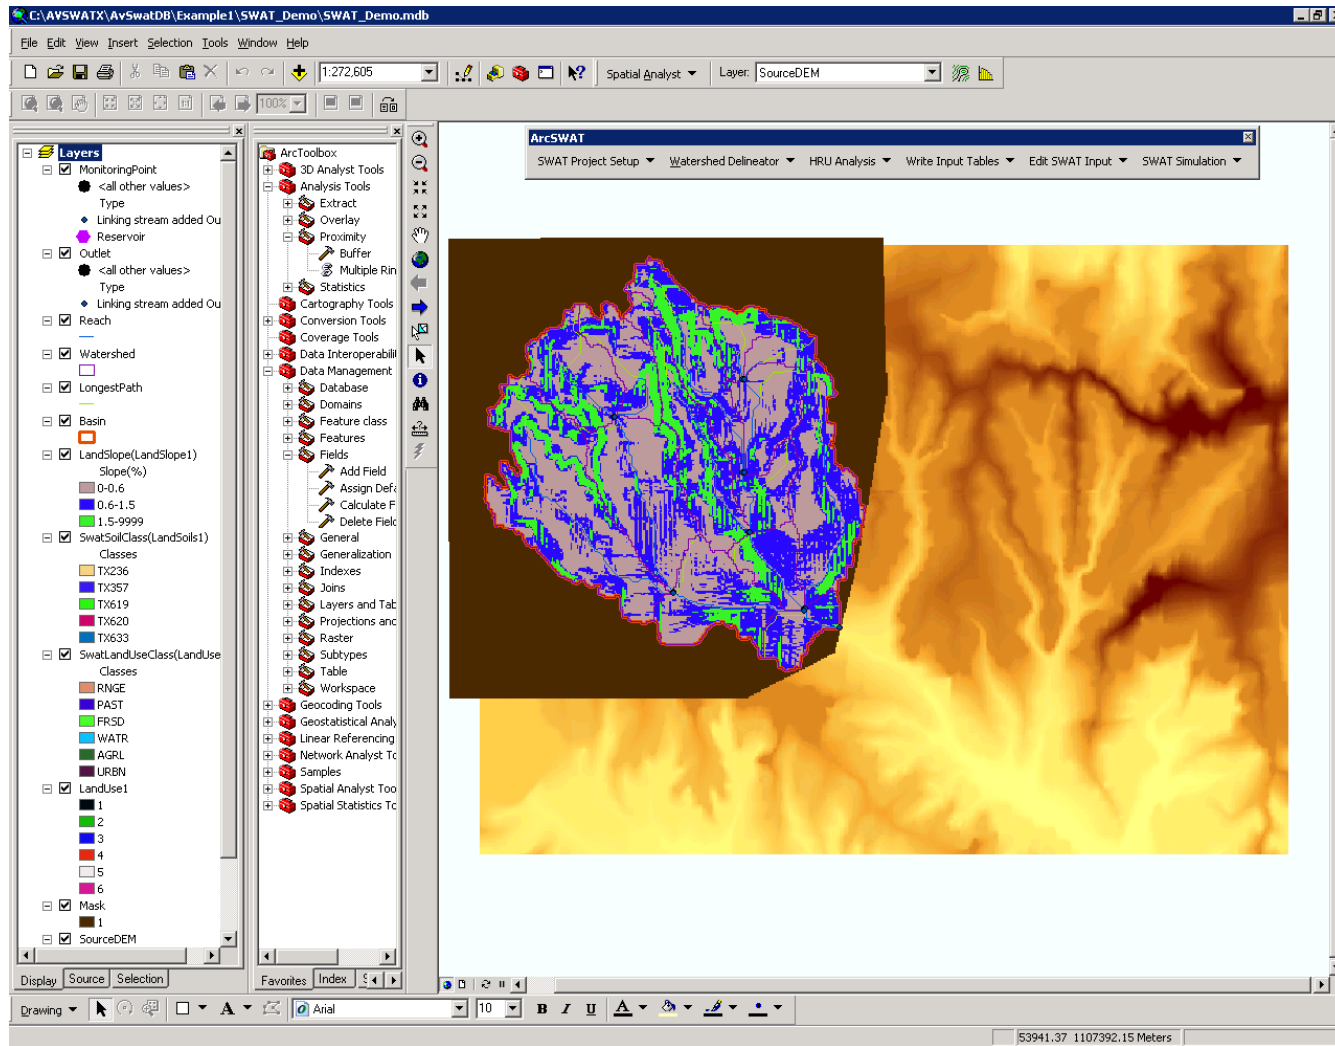 C:\AVSWATX\AvSwatDB\Example1\SWAT_Demo\SWAT_Demo.mdb
File Edit View Insert Selection Tools Window Help
1:272,605
Spatial Analyst
Layer: SourceDEM
100%
Layers
MonitoringPoint
<all other values>
Type
Linking stream added Ou
Reservoir
Outlet
<all other values>
Type
Linking stream added Ou
Reach
Watershed
LongestPath
Basin
LandSlope(LandSlope1)
Slope(%)
0-0.6
0.6-1.5
1.5-9999
SwatSoilClass(LandSoils1)
Classes
TX236
TX357
TX619
TX620
TX633
SwatLandUseClass(LandUse
Classes
RNGE
PAST
FRSD
WATR
AGRL
URBN
LandUse1
1
2
3
4
5
6
Mask
1
SourceDEM
Display Source Selection
ArcToolbox
3D Analyst Tools
Analysis Tools
Extract
Overlay
Proximity
Buffer
Multiple Rin
Statistics
Cartography Tools
Conversion Tools
Coverage Tools
Data Interoperabili
Data Management
Database
Domains
Feature class
Features
Fields
Add Field
Assign Defa
Calculate F
Delete Field
General
Generalization
Indexes
Joins
Layers and Tab
Projections and
Raster
Subtypes
Table
Workspace
Geocoding Tools
Geostatistical Analy
Linear Referencing
Network Analyst To
Samples
Spatial Analyst Too
Spatial Statistics To
Favorites Index
ArcSWAT
SWAT Project Setup Watershed Delineator HRU Analysis Write Input Tables Edit SWAT Input SWAT Simulation
Drawing A Arial 10 B I U A
53941.37 1107392.15 Meters